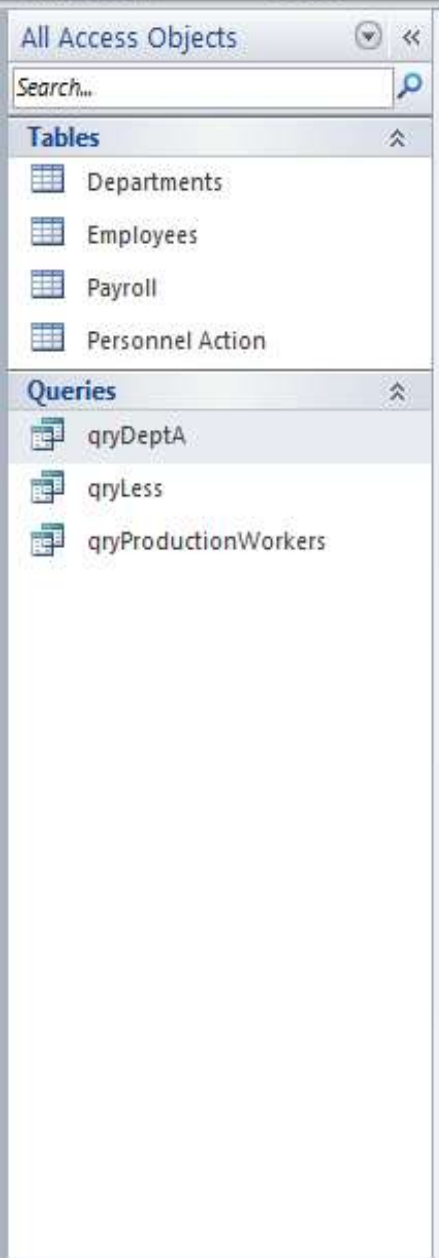 All Access Objects
Search...
Tables
Departments
Employees
Payroll
Personnel Action
Queries
qryDeptA
qryLess
qryProductionWorkers